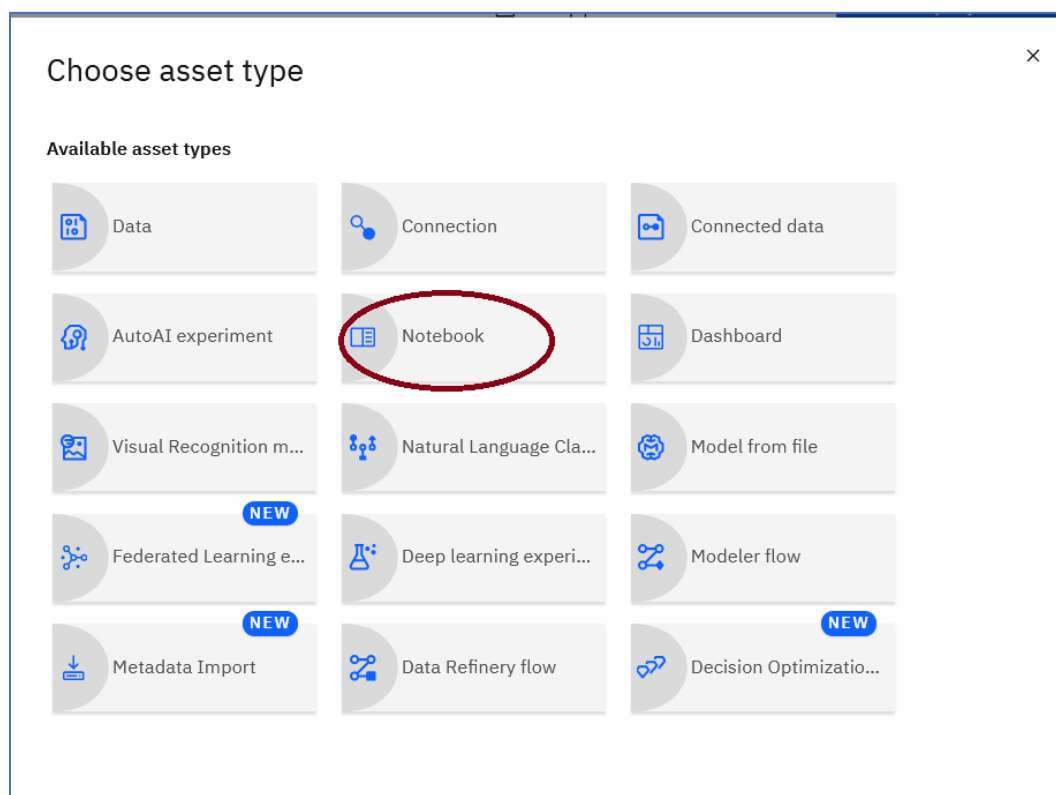 Choose asset type
Available asset types
Data
Connection
Connected data
AutoAI experiment
Notebook
Dashboard
Visual Recognition m...
Natural Language Cla...
Model from file
NEW
Federated Learning e...
Deep learning experi...
Modeler flow
NEW
NEW
Metadata Import
Data Refinery flow
Decision Optimizatio...